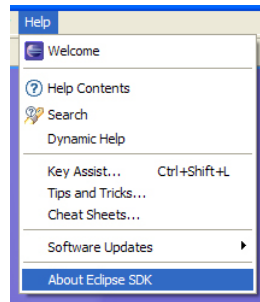 Help
Welcome
Help Contents
Search
Dynamic Help
Key Assist... Ctrl+Shift+L
Tips and Tricks...
Cheat Sheets...
Software Updates
About Eclipse SDK